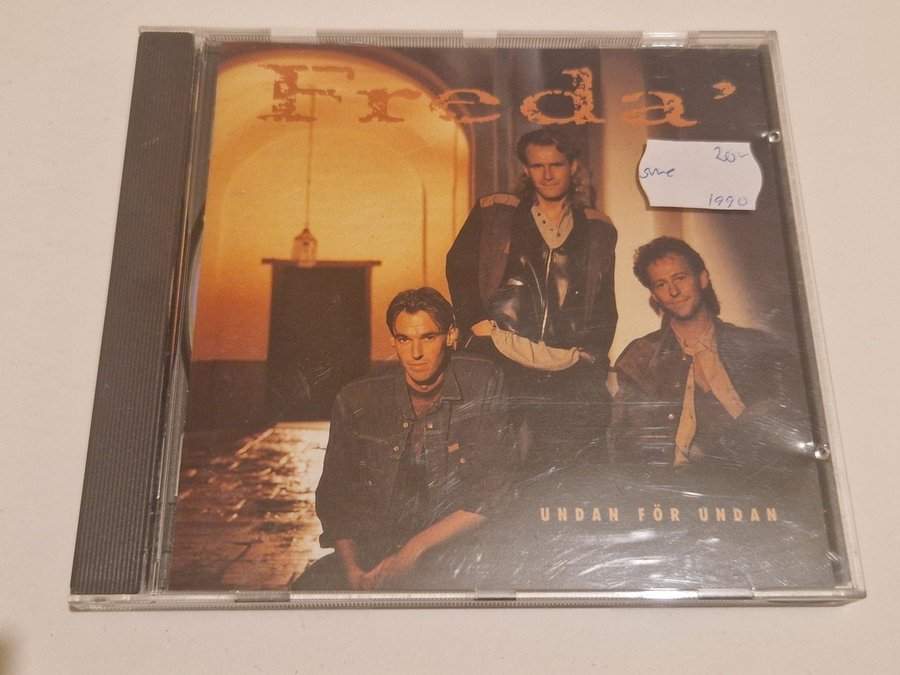 Freda'
20:-
sve
1990
UNDAN FÖR UNDAN